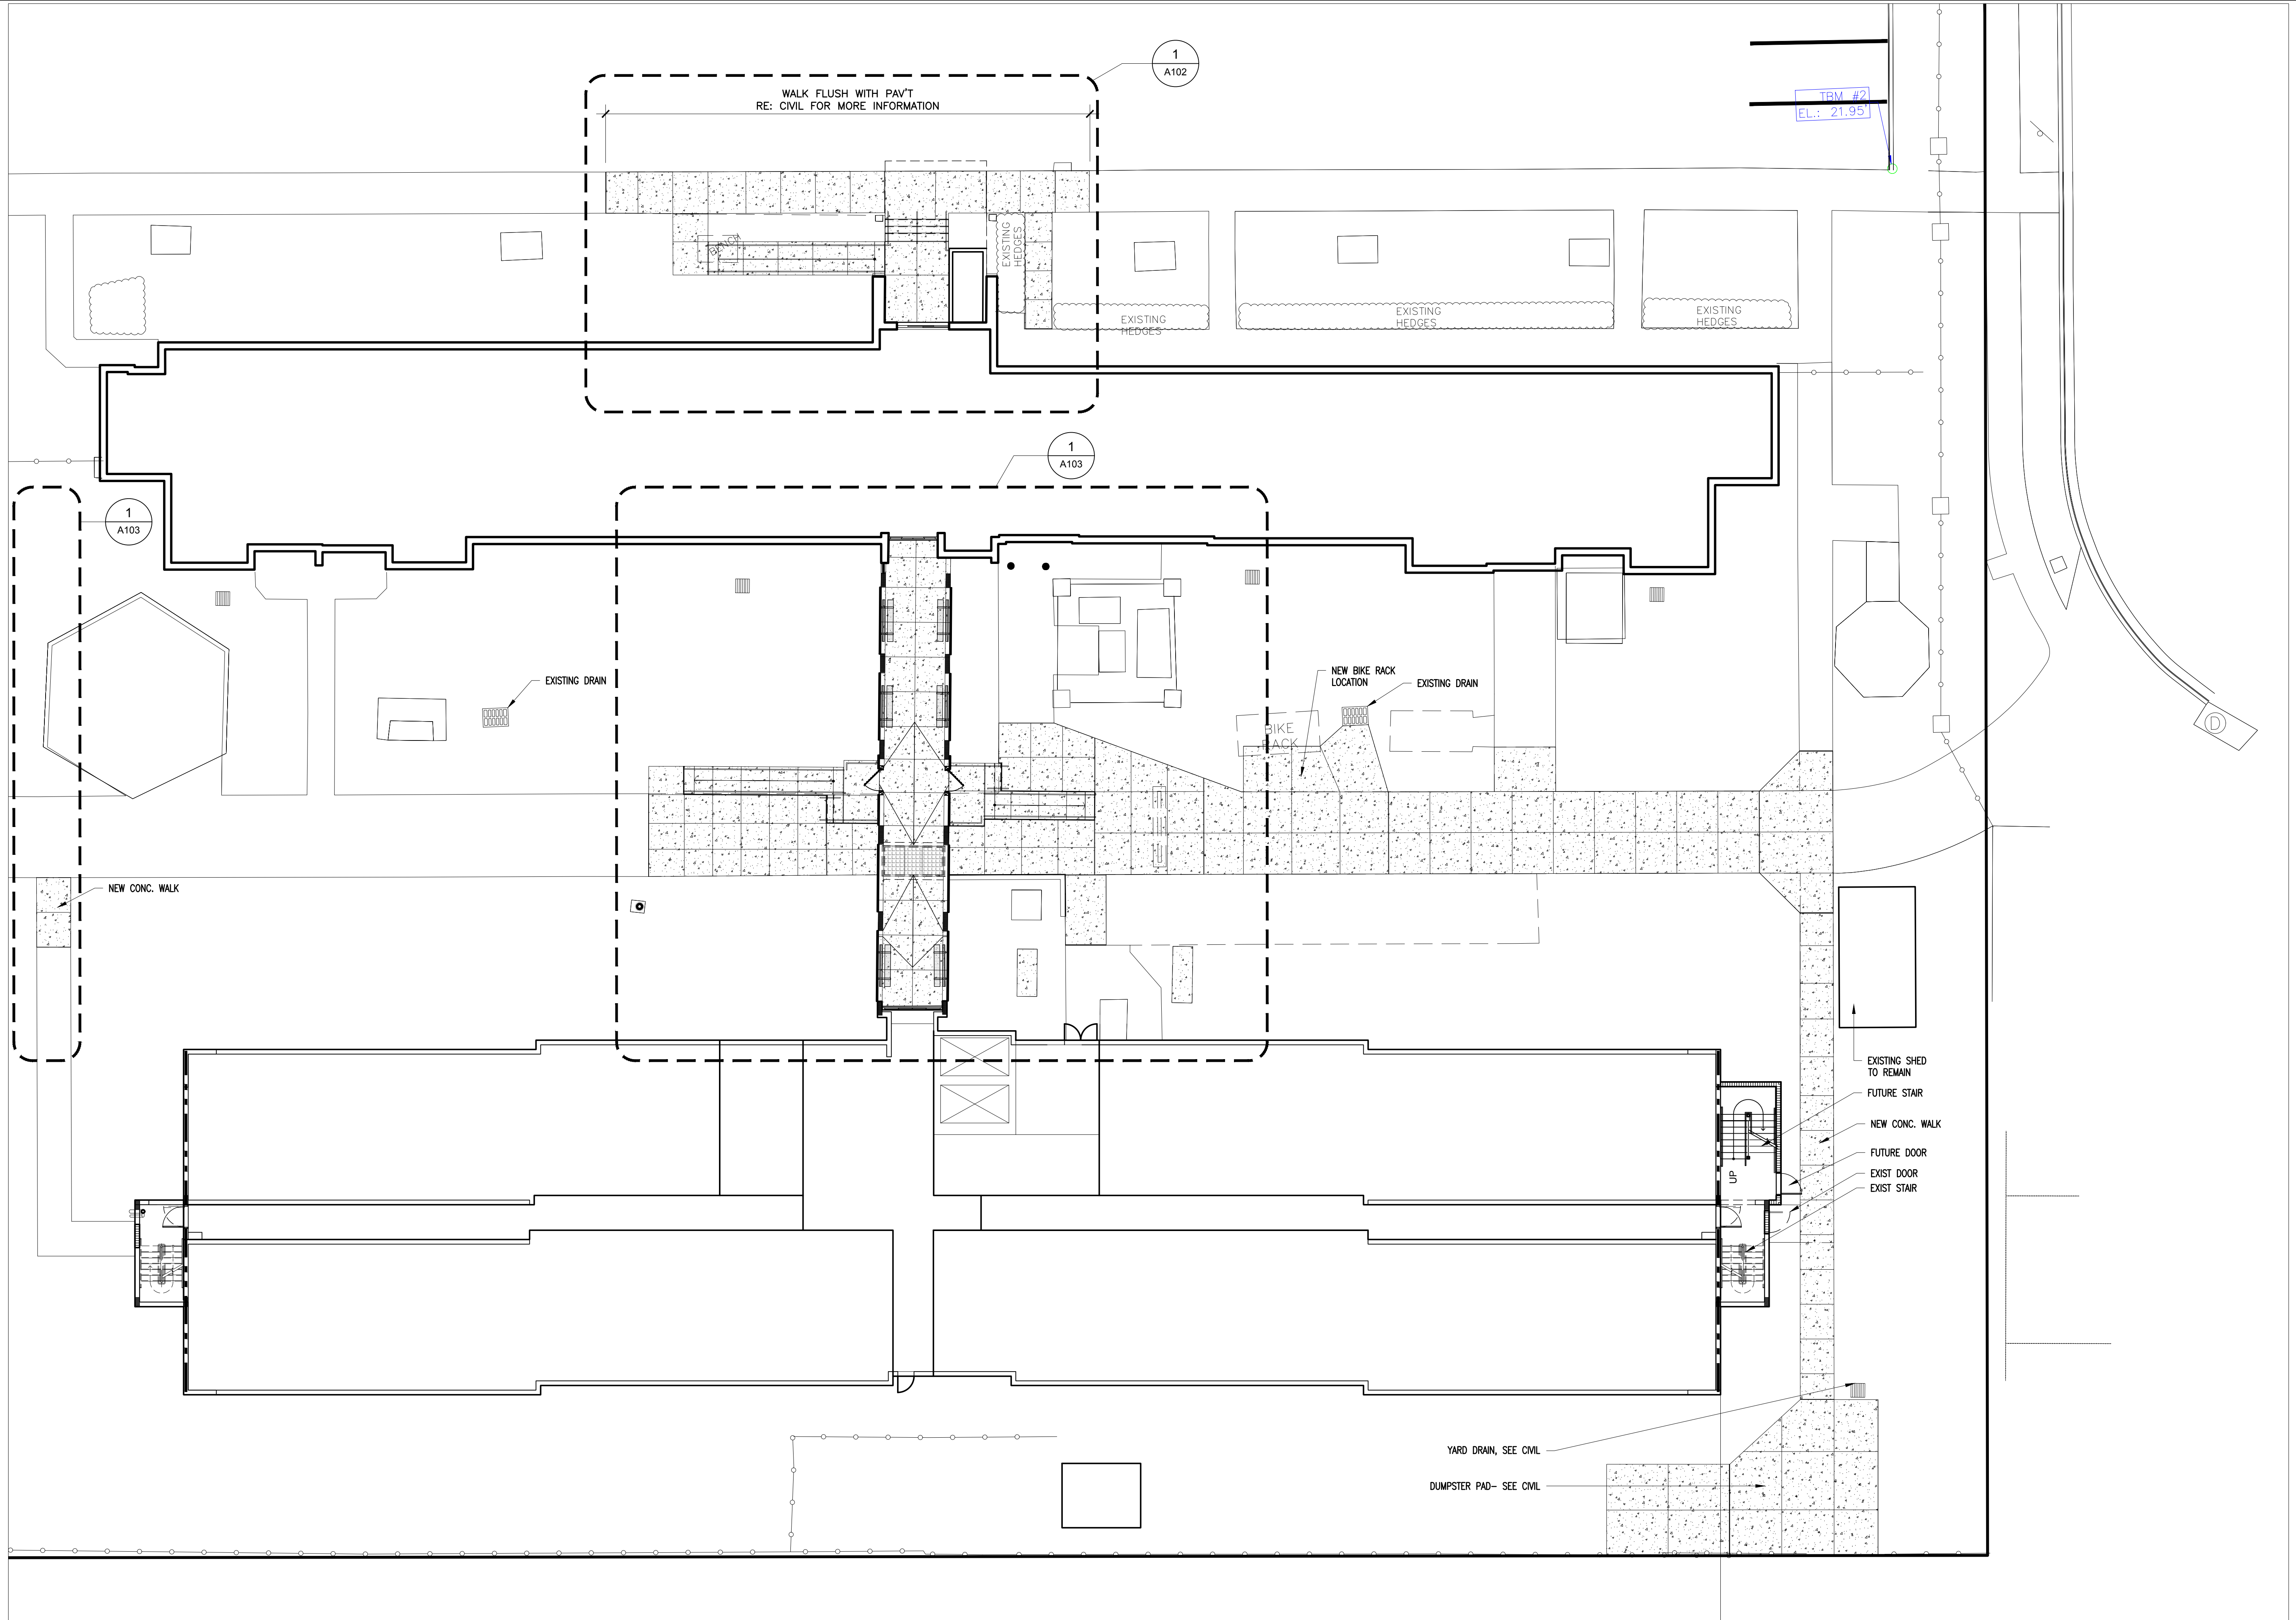 1
A102
WALK FLUSH WITH PAV'T
RE: CIVIL FOR MORE INFORMATION
TBM #2
EL.: 21.95'
BENCH
EXISTING
HEDGES
EXISTING
HEDGES
EXISTING
HEDGES
EXISTING
HEDGES
1
A103
1
A103
EXISTING DRAIN
NEW BIKE RACK
LOCATION
EXISTING DRAIN
BIKE
RACK
D
NEW CONC. WALK
EXISTING SHED
TO REMAIN
FUTURE STAIR
NEW CONC. WALK
FUTURE DOOR
EXIST DOOR
EXIST STAIR
UP
YARD DRAIN, SEE CIVIL
DUMPSTER PAD– SEE CIVIL